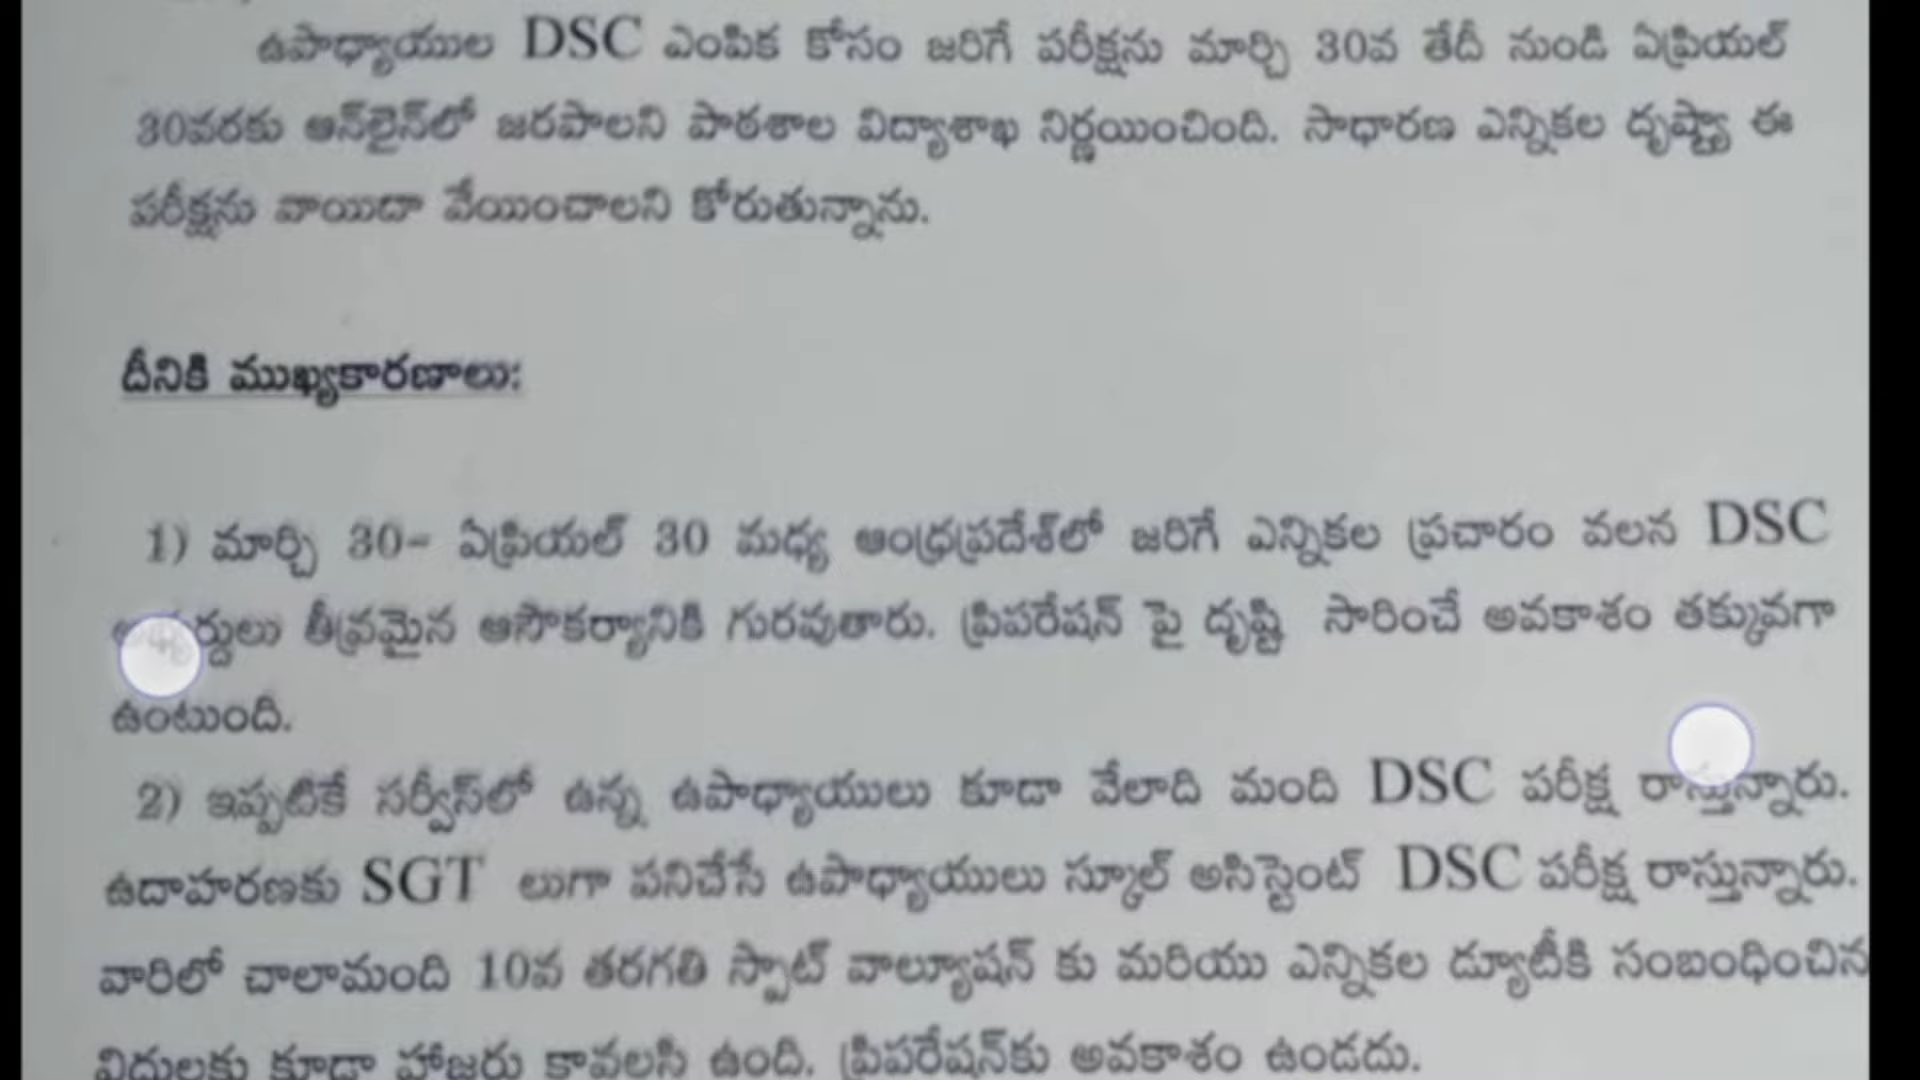 ఉపాధ్యాయుల DSC ఎంపిక కోసం జరిగే పరీక్షను మార్చి 30వ తేదీ నుండి ఏప్రియల్
30వరకు ఆన్‌లైన్‌లో జరపాలని పాఠశాల విద్యాశాఖ నిర్ణయించింది. సాధారణ ఎన్నికల దృష్ట్యా ఈ
పరీక్షను వాయిదా వేయించాలని కోరుతున్నాను.
దీనికి ముఖ్యకారణాలు:
1) మార్చి 30- ఏప్రియల్ 30 మధ్య ఆంధ్రప్రదేశ్‌లో జరిగే ఎన్నికల ప్రచారం వలన DSC
తీవ్రమైన అసౌకర్యానికి గురవుతారు. ప్రిపరేషన్ పై దృష్టి సారించే అవకాశం తక్కువగా
ఉంటుంది.
2) ఇప్పటికే సర్వీస్‌లో ఉన్న ఉపాధ్యాయులు కూడా వేలాది మంది DSC పరీక్ష రాస్తున్నారు.
ఉదాహరణకు SGT లుగా పనిచేసే ఉపాధ్యాయులు స్కూల్ అసిస్టెంట్ DSC పరీక్ష రాస్తున్నారు.
వారిలో చాలామంది 10వ తరగతి స్పాట్ వాల్యూషన్ కు మరియు ఎన్నికల డ్యూటీకి సంబంధించిన
విధులకు కూడా హాజరు కావలసి ఉంది. ప్రిపరేషన్‌కు అవకాశం ఉండదు.